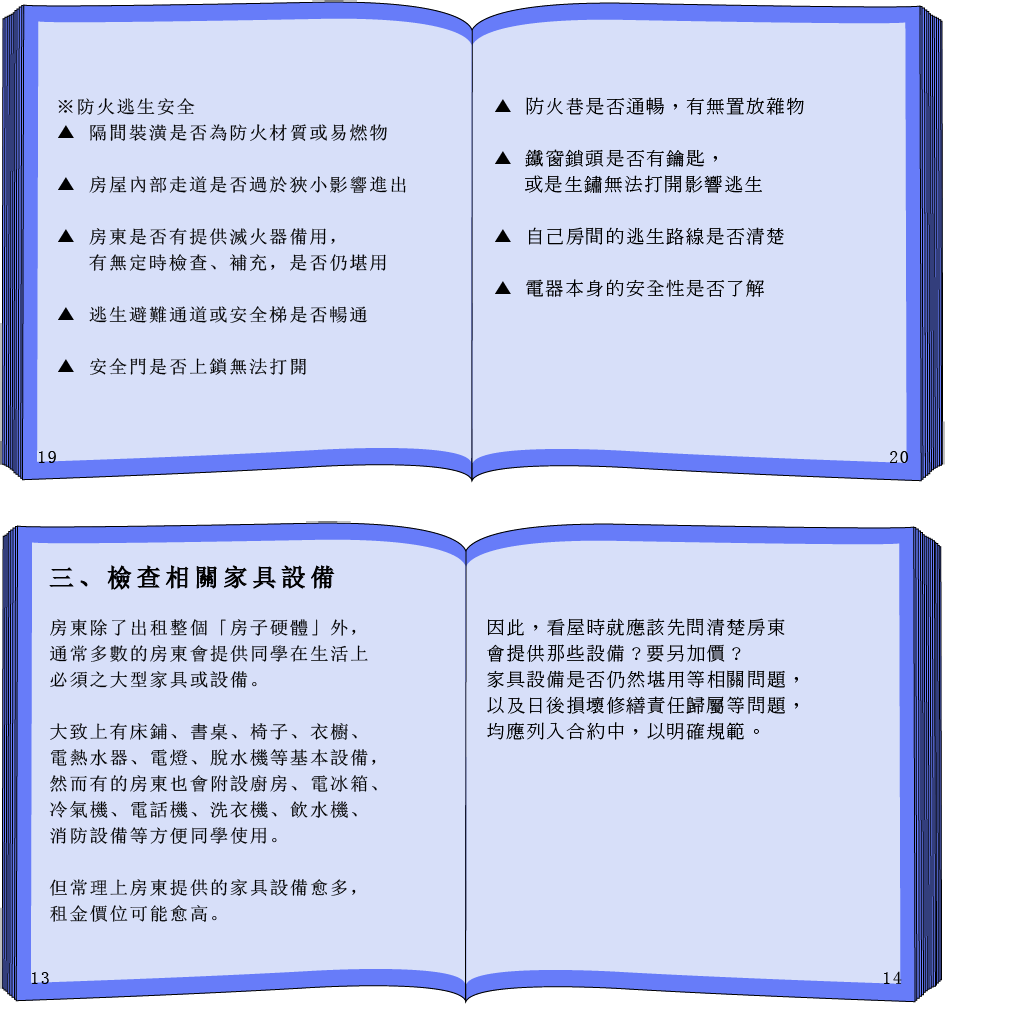 ※防火逃生安全
▲ 隔間裝潢是否為防火材質或易燃物
▲ 房屋內部走道是否過於狹小影響進出
▲ 房東是否有提供滅火器備用，
有無定時檢查、補充，是否仍堪用
▲ 逃生避難通道或安全梯是否暢通
▲ 安全門是否上鎖無法打開
19
▲ 防火巷是否通暢，有無置放雜物
▲ 鐵窗鎖頭是否有鑰匙，
或是生鏽無法打開影響逃生
▲ 自己房間的逃生路線是否清楚
▲ 電器本身的安全性是否了解
20
三、檢查相關家具設備
房東除了出租整個「房子硬體」外，
通常多數的房東會提供同學在生活上
必須之大型家具或設備。
大致上有床鋪、書桌、椅子、衣櫥、
電熱水器、電燈、脫水機等基本設備，
然而有的房東也會附設廚房、電冰箱、
冷氣機、電話機、洗衣機、飲水機、
消防設備等方便同學使用。
但常理上房東提供的家具設備愈多，
租金價位可能愈高。
13
因此，看屋時就應該先問清楚房東
會提供那些設備？要另加價？
家具設備是否仍然堪用等相關問題，
以及日後損壞修繕責任歸屬等問題，
均應列入合約中，以明確規範。
14